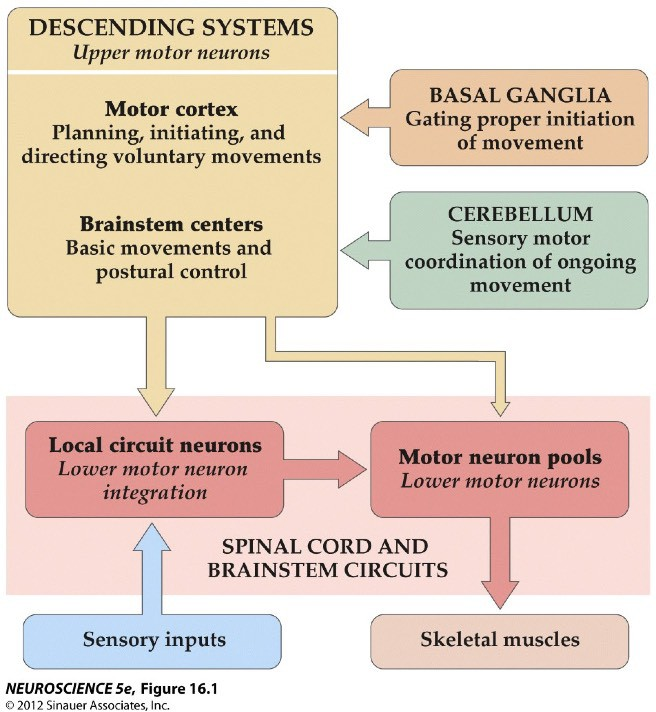 DESCENDING SYSTEMS
Upper motor neurons
Motor cortex
Planning, initiating, and
directing voluntary movements
Brainstem centers
Basic movements and
postural control
BASAL GANGLIA
Gating proper initiation
of movement
CEREBELLUM
Sensory motor
coordination of ongoing
movement
Local circuit neurons
Lower motor neuron
integration
Motor neuron pools
Lower motor neurons
SPINAL CORD AND
BRAINSTEM CIRCUITS
Sensory inputs
Skeletal muscles
NEUROSCIENCE 5e, Figure 16.1
© 2012 Sinauer Associates, Inc.